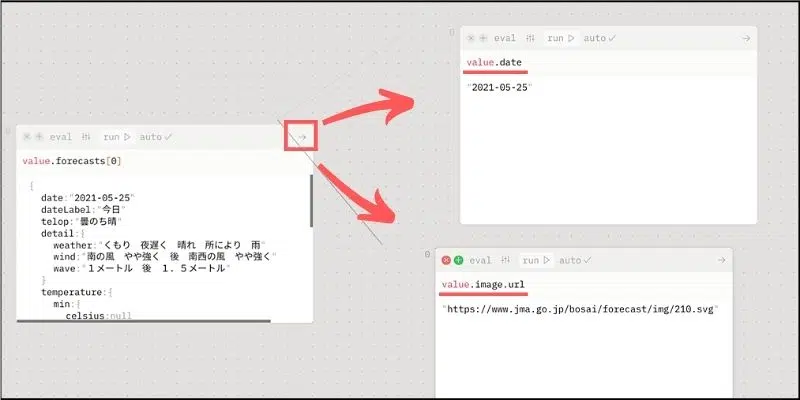 eval run auto
value.forecasts[0]
{
date:"2021-05-25"
dateLabel:"今日"
telop:"曇のち晴"
detail:{
weather:"くもり　夜遅く　晴れ　所により　雨"
wind:"南の風　やや強く　後　南西の風　やや強く"
wave:"１メートル　後　１．５メートル"
}
temperature:{
min:{
celsius:null
0 eval run auto
value.date
"2021-05-25"
0 eval run auto
value.image.url
"https://www.jma.go.jp/bosai/forecast/img/210.svg"